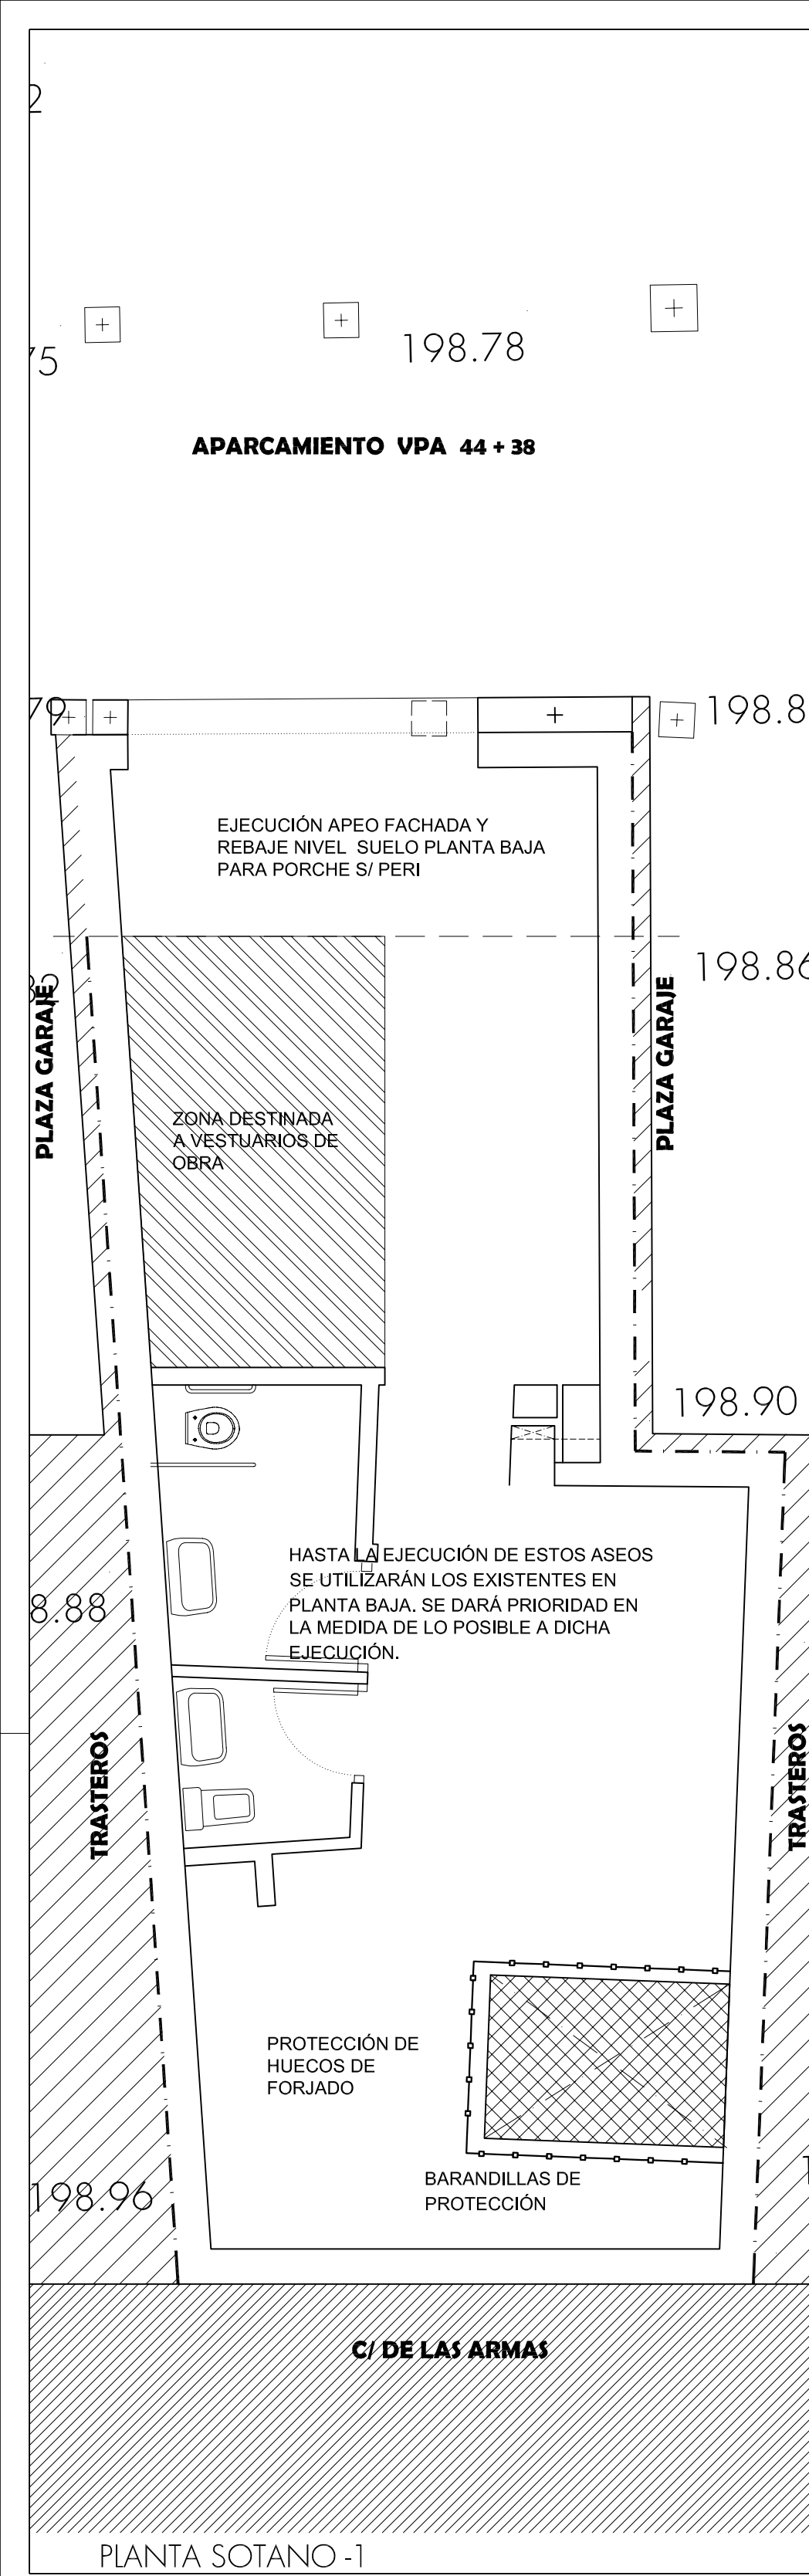 2
75
198.78
APARCAMIENTO VPA 44 + 38
79
198.8
EJECUCIÓN APEO FACHADA Y
REBAJE NIVEL SUELO PLANTA BAJA
PARA PORCHE S/ PERI
198.86
PLAZA GARAJE
PLAZA GARAJE
ZONA DESTINADA
A VESTUARIOS DE
OBRA
198.90
HASTA LA EJECUCIÓN DE ESTOS ASEOS
SE UTILIZARÁN LOS EXISTENTES EN
PLANTA BAJA. SE DARÁ PRIORIDAD EN
LA MEDIDA DE LO POSIBLE A DICHA
EJECUCIÓN.
8.88
TRASTEROS
TRASTEROS
PROTECCIÓN DE
HUECOS DE
FORJADO
BARANDILLAS DE
PROTECCIÓN
198.96
1
C/ DE LAS ARMAS
PLANTA SOTANO -1